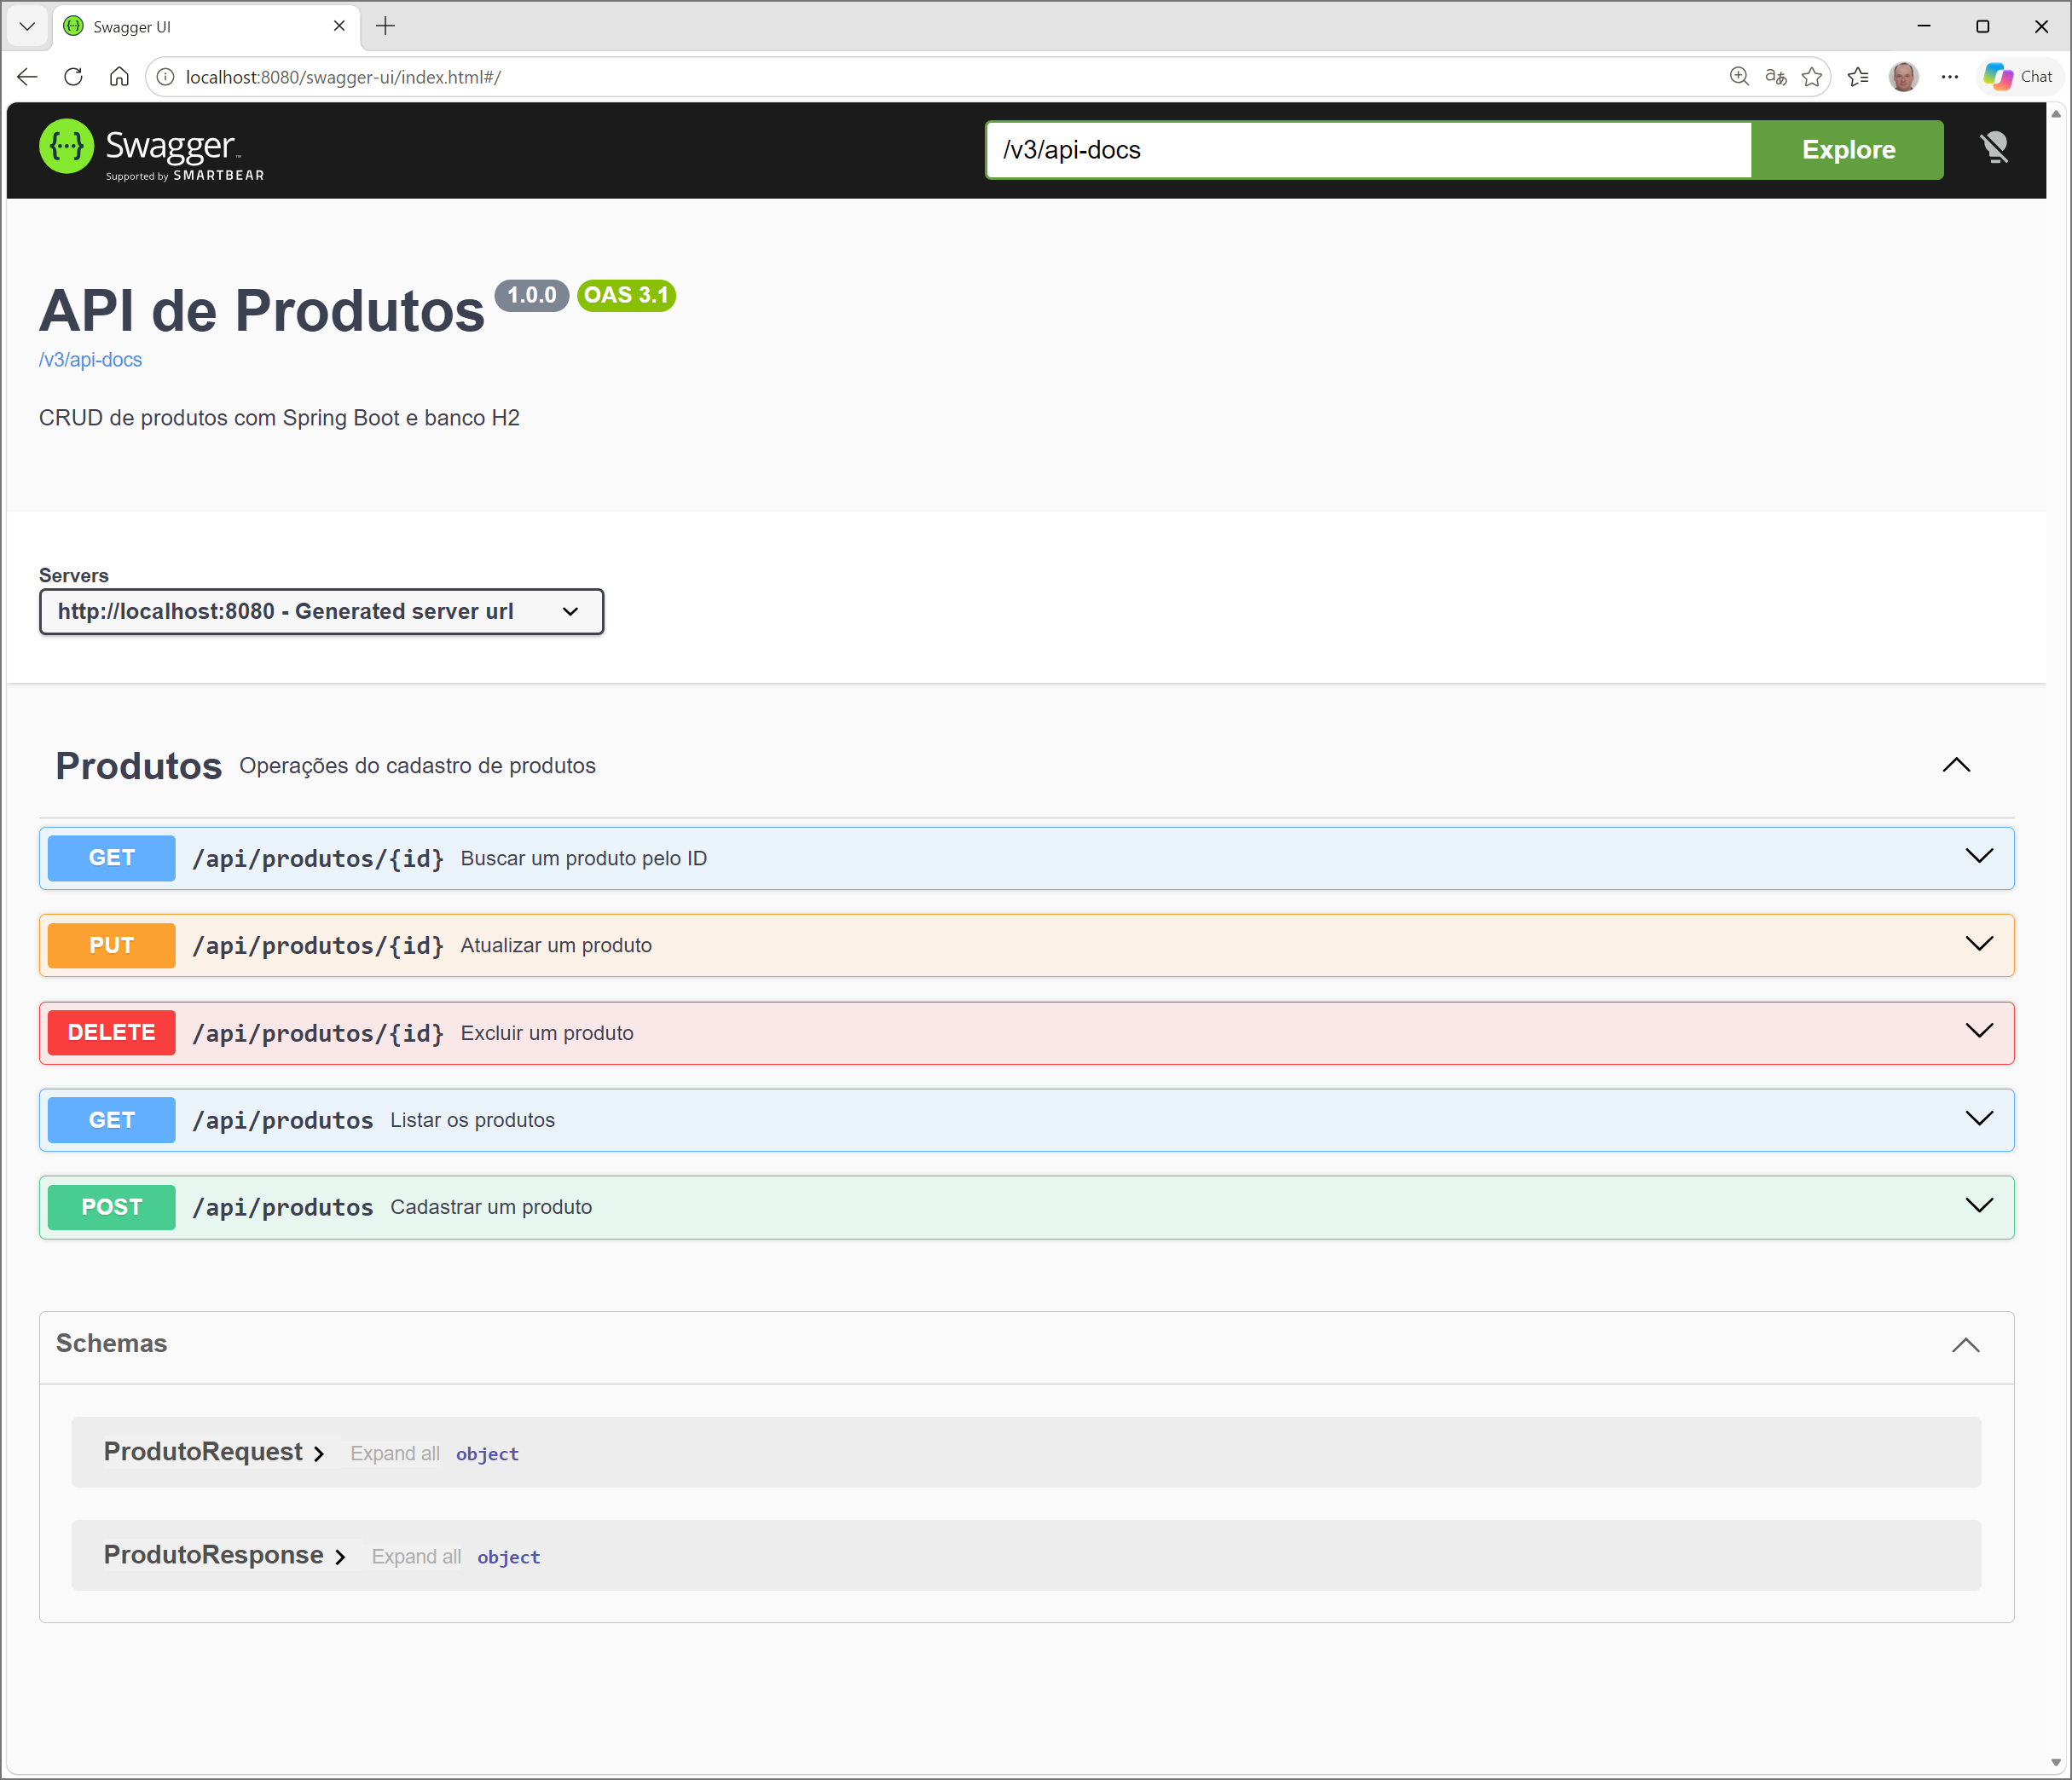 Swagger UI
localhost:8080/swagger-ui/index.html#/
Chat
Swagger™
Supported by SMARTBEAR
/v3/api-docs
Explore
API de Produtos 1.0.0 OAS 3.1
/v3/api-docs
CRUD de produtos com Spring Boot e banco H2
Servers
http://localhost:8080 - Generated server url
Produtos Operações do cadastro de produtos
GET /api/produtos/{id} Buscar um produto pelo ID
PUT /api/produtos/{id} Atualizar um produto
DELETE /api/produtos/{id} Excluir um produto
GET /api/produtos Listar os produtos
POST /api/produtos Cadastrar um produto
Schemas
ProdutoRequest Expand all object
ProdutoResponse Expand all object